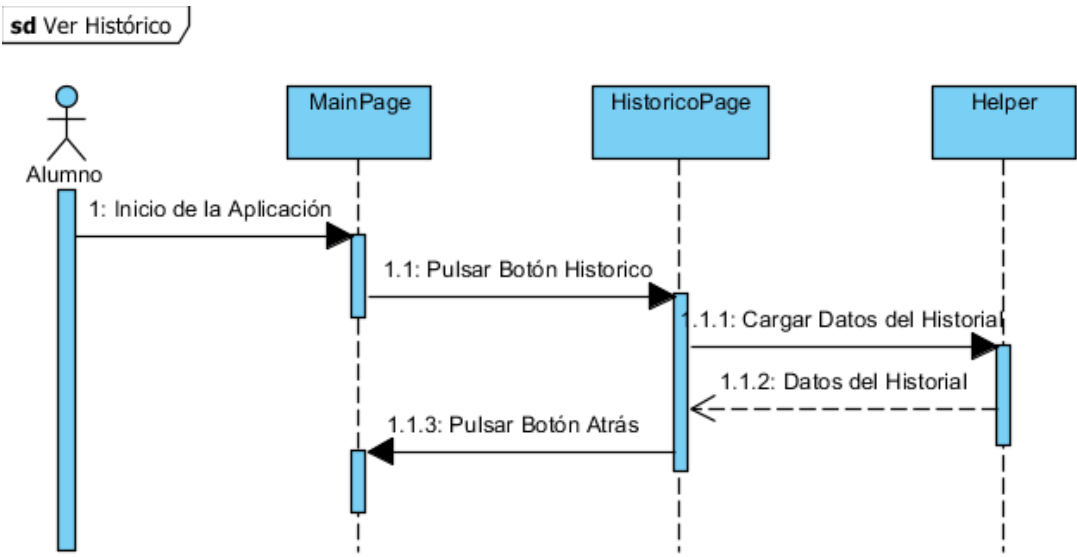 sd Ver Histórico
MainPage
HistoricoPage
Helper
Alumno
1: Inicio de la Aplicación
1.1: Pulsar Botón Historico
1.1.1: Cargar Datos del Historial
1.1.2: Datos del Historial
1.1.3: Pulsar Botón Atrás